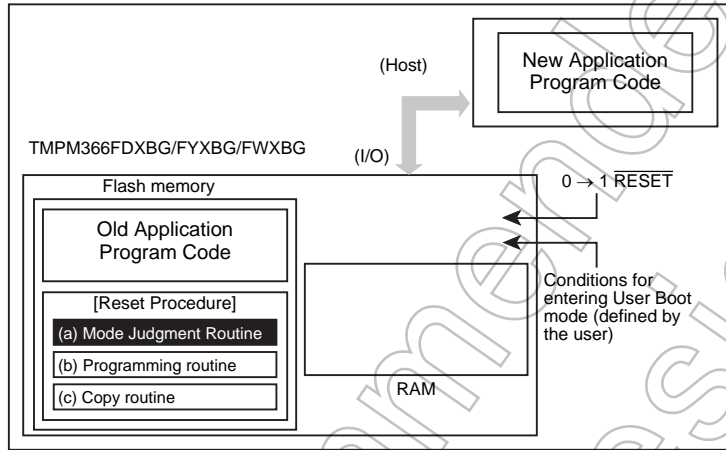 (Host)
New Application
Program Code
TMPM366FDXBG/FYXBG/FWXBG
(I/O)
Flash memory
0 → 1 RESET
Old Application
Program Code
[Reset Procedure]
(a) Mode Judgment Routine
(b) Programming routine
(c) Copy routine
RAM
Conditions for
entering User Boot
mode (defined by
the user)